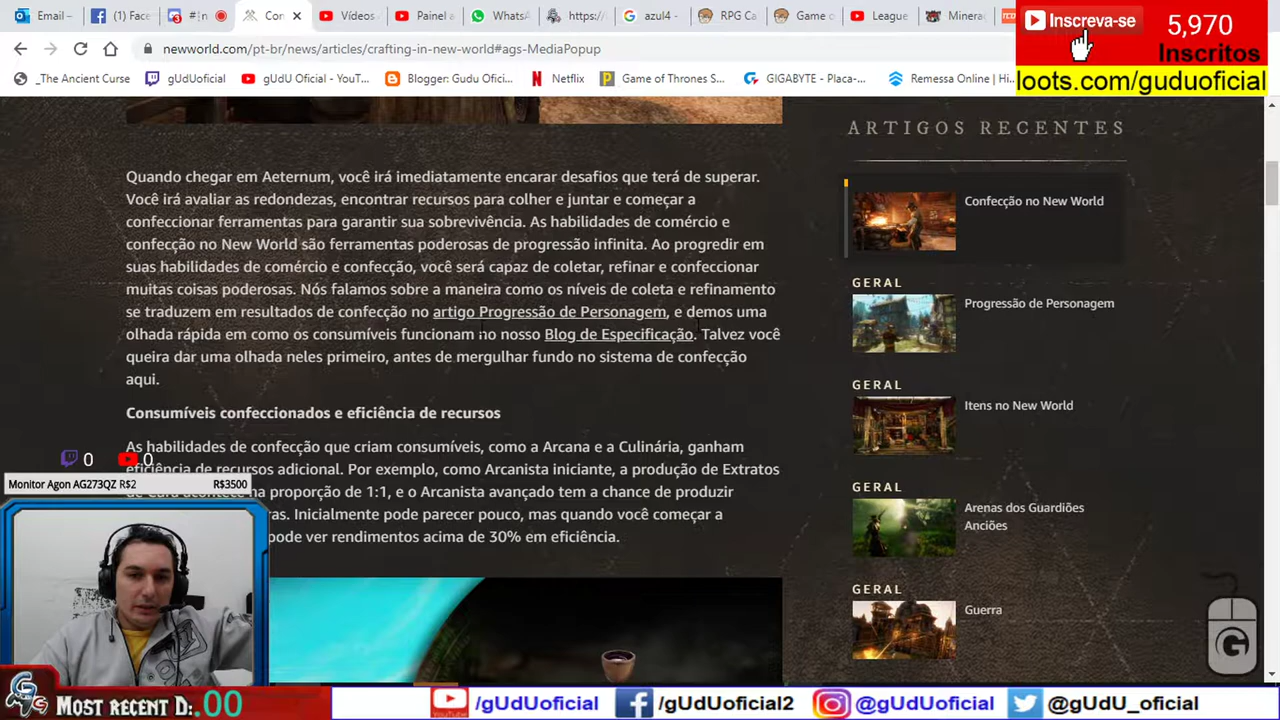 Email –
(1) Face
Con
Vídeos
Painel a
WhatsA
https:/
azul4 -
RPG Ca
Game o
League
Minera
newworld.com/pt-br/news/articles/crafting-in-new-world#ags-MediaPopup
Inscreva-se
5,970
Inscritos
loots.com/guduoficial
_The Ancient Curse
gUdUoficial
gUdU Oficial - YouT...
Blogger: Gudu Ofici...
Netflix
Game of Thrones S...
GIGABYTE - Placa-...
Remessa Online | Hi
Quando chegar em Aeternum, você irá imediatamente encarar desafios que terá de superar.
Você irá avaliar as redondezas, encontrar recursos para colher e juntar e começar a
confeccionar ferramentas para garantir sua sobrevivência. As habilidades de comércio e
confecção no New World são ferramentas poderosas de progressão infinita. Ao progredir em
suas habilidades de comércio e confecção, você será capaz de coletar, refinar e confeccionar
muitas coisas poderosas. Nós falamos sobre a maneira como os níveis de coleta e refinamento
se traduzem em resultados de confecção no artigo Progressão de Personagem, e demos uma
olhada rápida em como os consumíveis funcionam no nosso Blog de Especificação. Talvez você
queira dar uma olhada neles primeiro, antes de mergulhar fundo no sistema de confecção
aqui.
Consumíveis confeccionados e eficiência de recursos
As habilidades de confecção que criam consumíveis, como a Arcana e a Culinária, ganham
eficiência de recursos adicional. Por exemplo, como Arcanista iniciante, a produção de Extratos
na proporção de 1:1, e o Arcanista avançado tem a chance de produzir
Inicialmente pode parecer pouco, mas quando você começar a
pode ver rendimentos acima de 30% em eficiência.
ARTIGOS RECENTES
Confecção no New World
GERAL
Progressão de Personagem
GERAL
Itens no New World
GERAL
Arenas dos Guardiões
Anciões
GERAL
Guerra
0
0
Monitor Agon AG273QZ R$2
R$3500
G
MOST RECENT D:.00
/gUdUoficial
/gUdUoficial2
@gUdUoficial
@gUdU_oficial